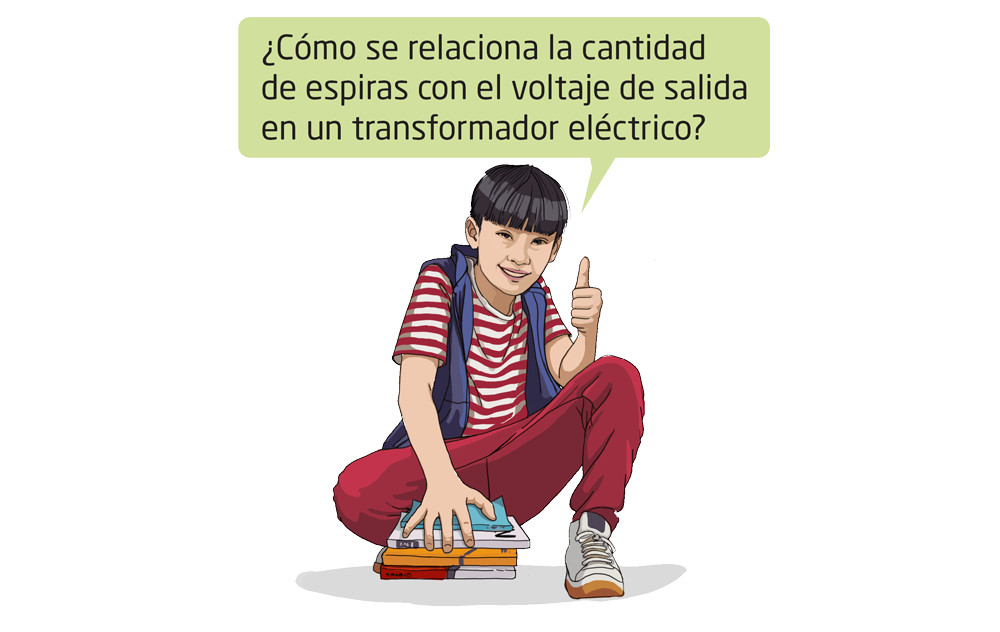 ¿Cómo se relaciona la cantidad
de espiras con el voltaje de salida
en un transformador eléctrico?